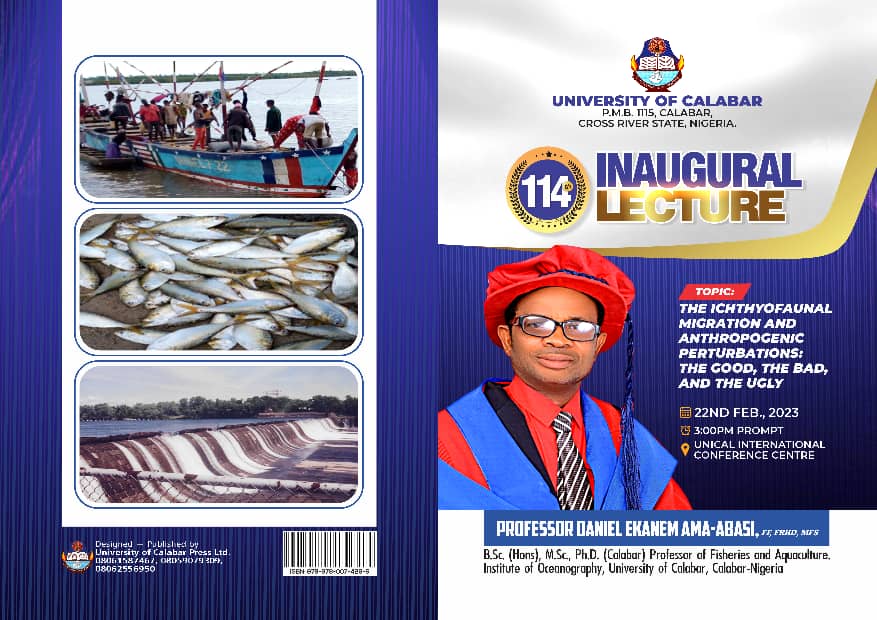 UNIVERSITY OF CALABAR
P.M.B. 1115, CALABAR,
CROSS RIVER STATE, NIGERIA.
114th
INAUGURAL
LECTURE
TOPIC:
THE ICHTHYOFAUNAL
MIGRATION AND
ANTHROPOGENIC
PERTURBATIONS:
THE GOOD, THE BAD,
AND THE UGLY
22ND FEB., 2023
3:00PM PROMPT
UNICAL INTERNATIONAL
CONFERENCE CENTRE
PROFESSOR DANIEL EKANEM AMA-ABASI,
B.Sc. (Hons), M.Sc., Ph.D. (Calabar) Professor of Fisheries and Aquaculture.
Institute of Oceanography, University of Calabar, Calabar-Nigeria
Designed – Published by
University of Calabar Press Ltd.
08061587467, 08059079309,
08062556950